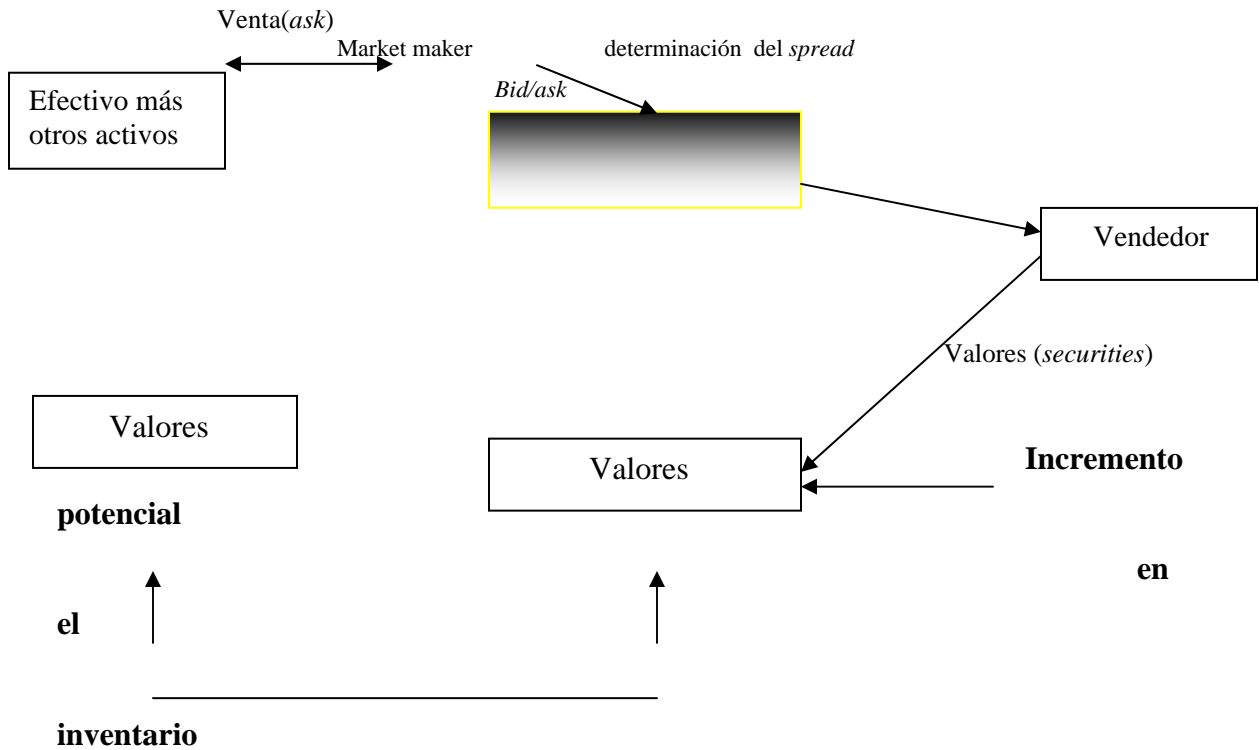 Venta(ask)
Market maker determinación del spread
Efectivo más
otros activos
Bid/ask
Vendedor
Valores (securities)
Valores
Valores
Incremento
potencial
en
el
inventario